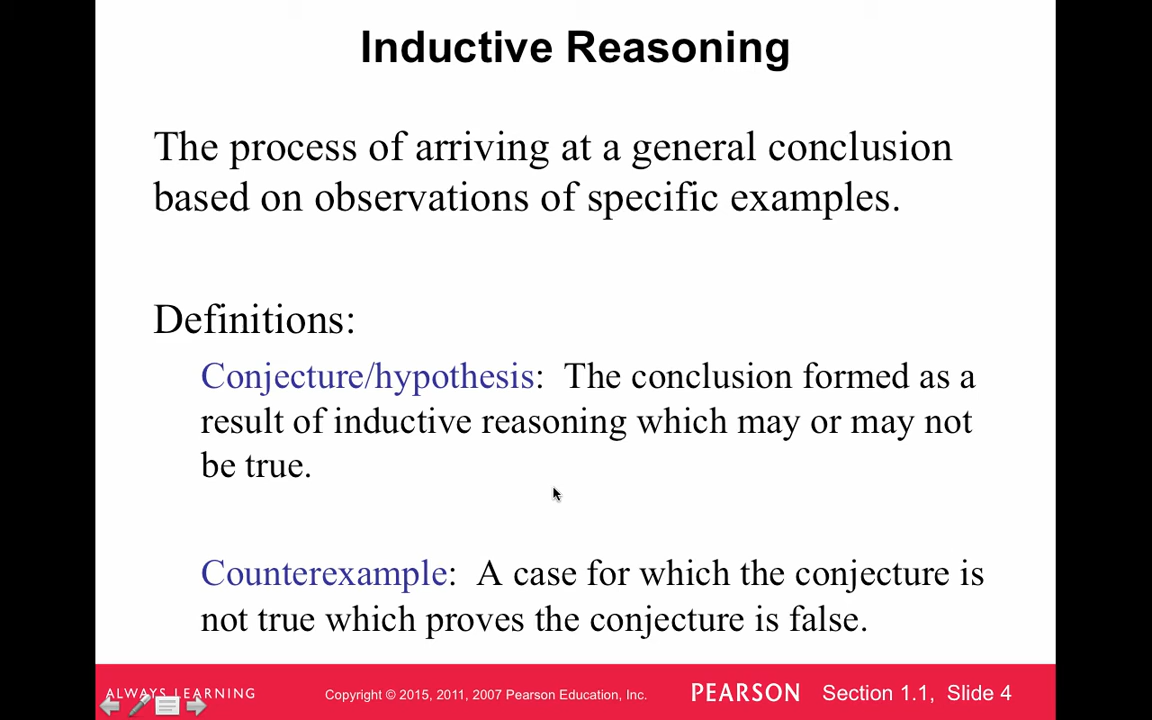 Inductive Reasoning
The process of arriving at a general conclusion
based on observations of specific examples.
Definitions:
Conjecture/hypothesis:  The conclusion formed as a
result of inductive reasoning which may or may not
be true.
Counterexample:  A case for which the conjecture is
not true which proves the conjecture is false.
ALWAYS LEARNING
Copyright © 2015, 2011, 2007 Pearson Education, Inc.
PEARSON
Section 1.1,  Slide 4